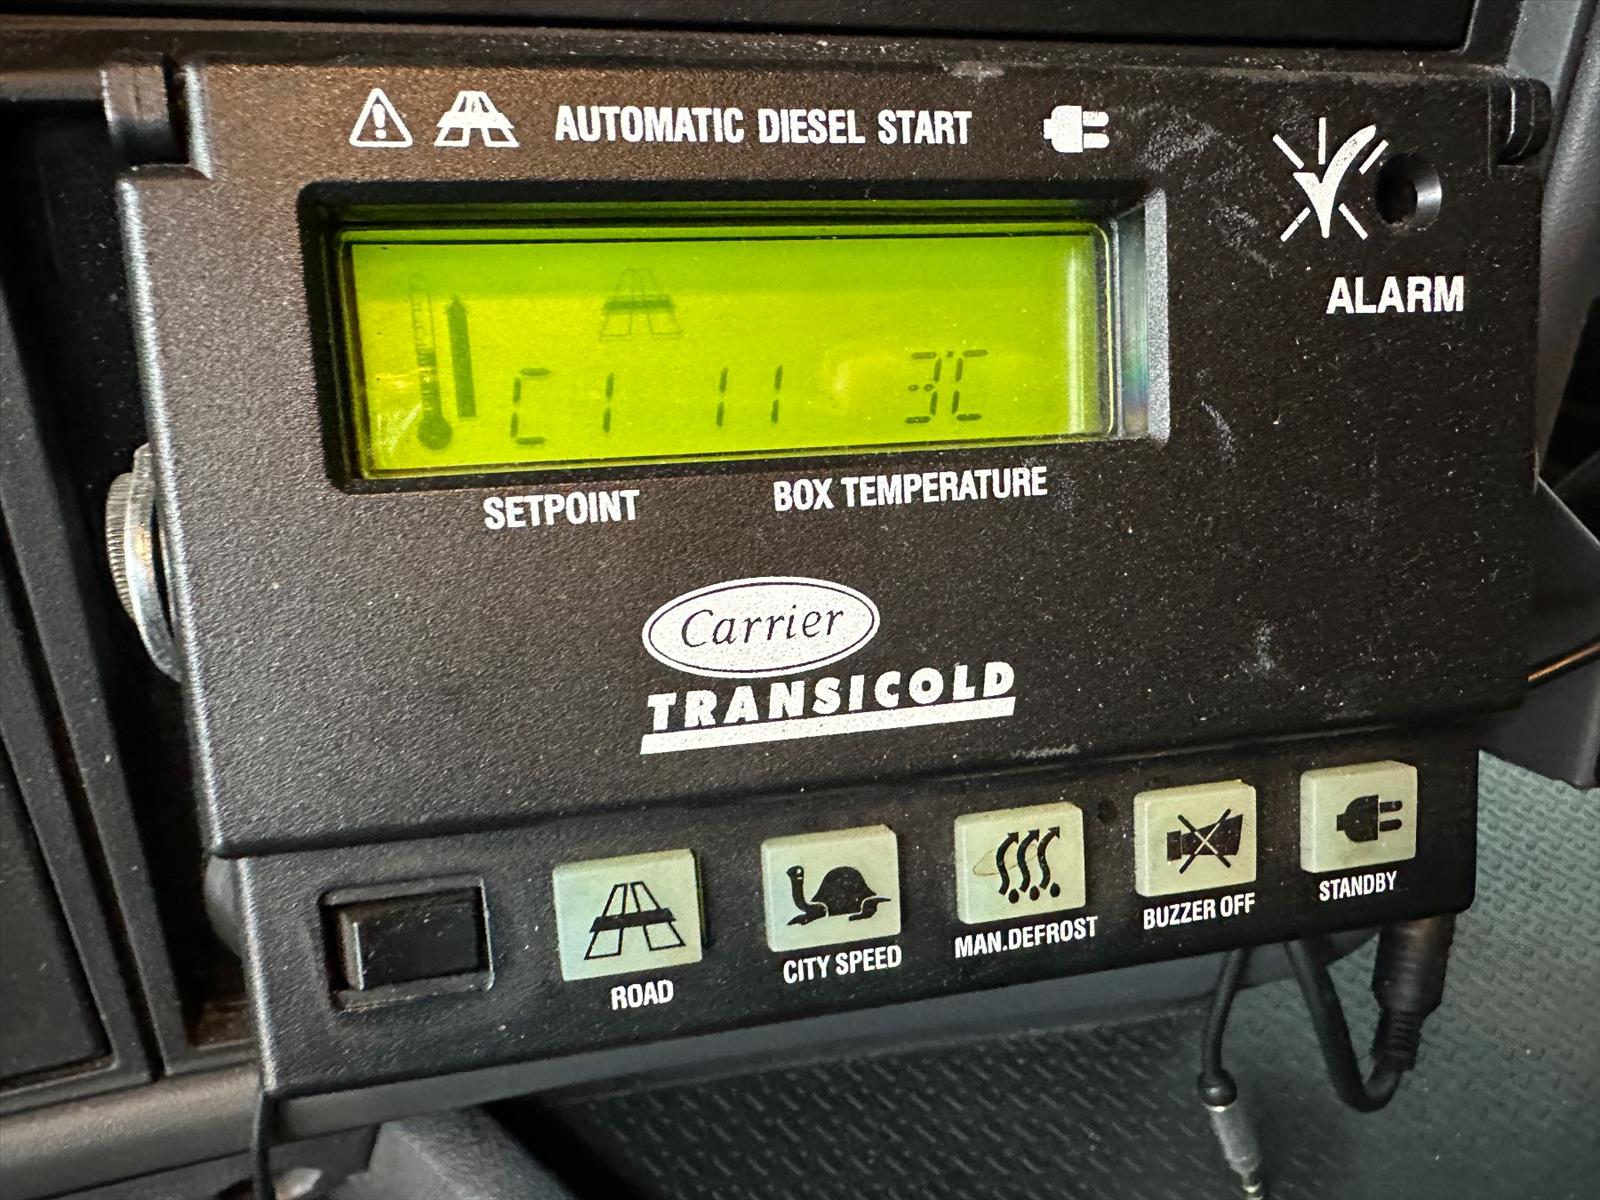 AUTOMATIC DIESEL START
ALARM
C1 11 3°C
SETPOINT
BOX TEMPERATURE
Carrier
TRANSICOLD
ROAD
CITY SPEED
MAN.DEFROST
BUZZER OFF
STANDBY